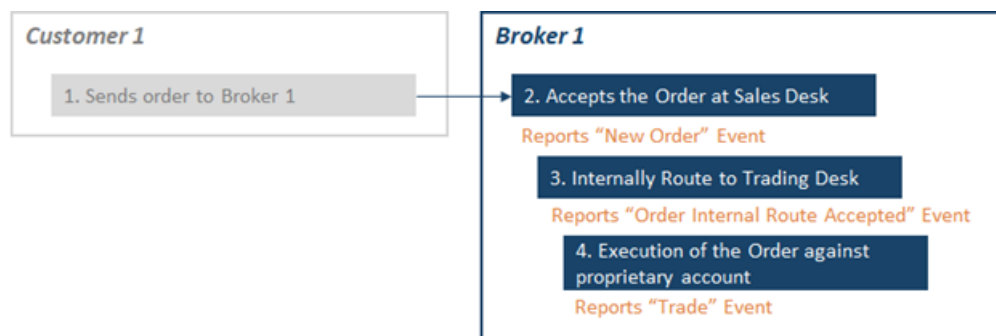 Customer 1
1. Sends order to Broker 1
Broker 1
2. Accepts the Order at Sales Desk
Reports “New Order” Event
3. Internally Route to Trading Desk
Reports “Order Internal Route Accepted” Event
4. Execution of the Order against
proprietary account
Reports “Trade” Event